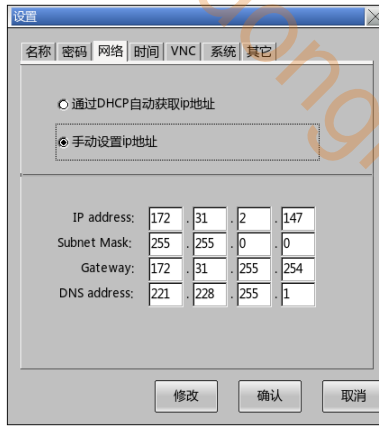 设置
名称 密码 网络 时间 VNC 系统 其它
通过DHCP自动获取ip地址
手动设置ip地址
IP address: 172 . 31 . 2 . 147
Subnet Mask: 255 . 255 . 0 . 0
Gateway: 172 . 31 . 255 . 254
DNS address: 221 . 228 . 255 . 1
修改 确认 取消